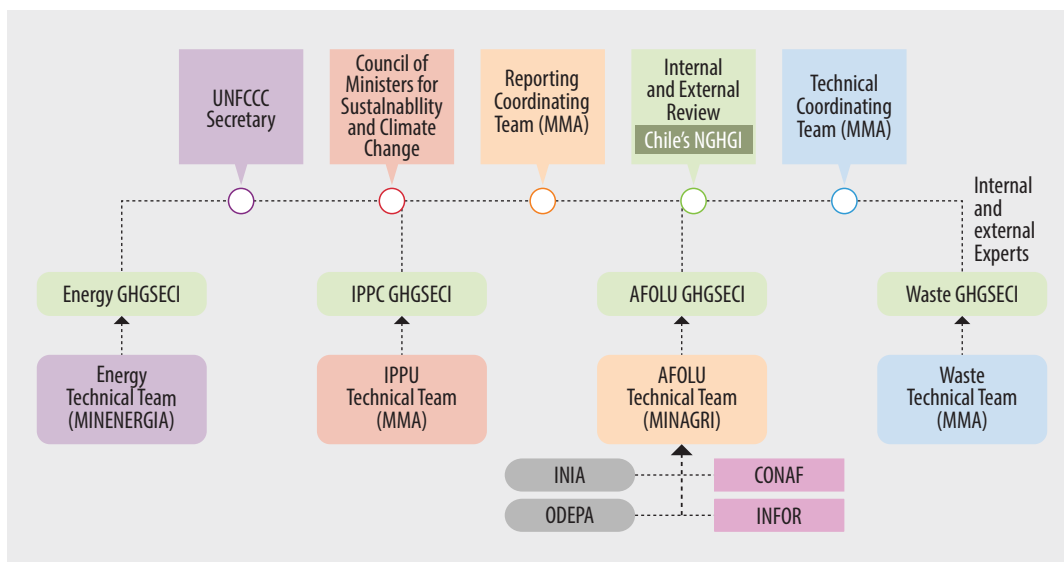 UNFCCC
Secretary
Council of
Ministers for
Sustalnabllity
and Climate
Change
Reporting
Coordinating
Team (MMA)
Internal
and External
Review
Chile's NGHGI
Technical
Coordinating
Team (MMA)
Internal
and
external
Experts
Energy GHGSECI
IPPC GHGSECI
AFOLU GHGSECI
Waste GHGSECI
Energy
Technical Team
(MINENERGIA)
IPPU
Technical Team
(MMA)
AFOLU
Technical Team
(MINAGRI)
Waste
Technical Team
(MMA)
INIA
CONAF
ODEPA
INFOR